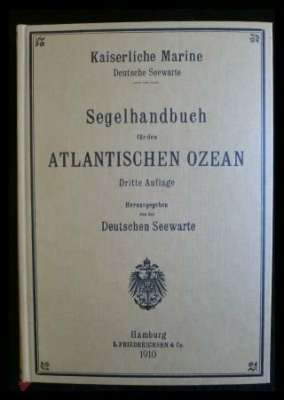 Kaiserliche Marine
Deutsche Seewarte
Segelhandbuch
für den
ATLANTISCHEN OZEAN
Dritte Auflage
Herausgegeben
von der
Deutschen Seewarte
Hamburg
L. FRIEDERICHSEN & Co.
1910